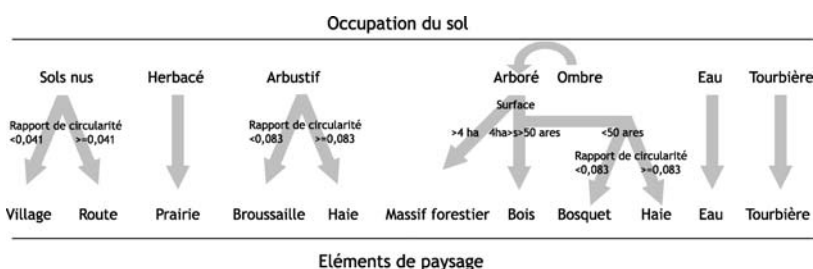 Occupation du sol
Sols nus Herbacé Arbustif Arboré Ombre Eau Tourbière
Surface
Rapport de circularité Rapport de circularité >4 ha 4ha>s>50 ares <50 ares
<0,041 >=0,041 <0,083 >=0,083
Rapport de circularité
<0,083 >=0,083
Village Route Prairie Broussaille Haie Massif forestier Bois Bosquet Haie Eau Tourbière
Eléments de paysage